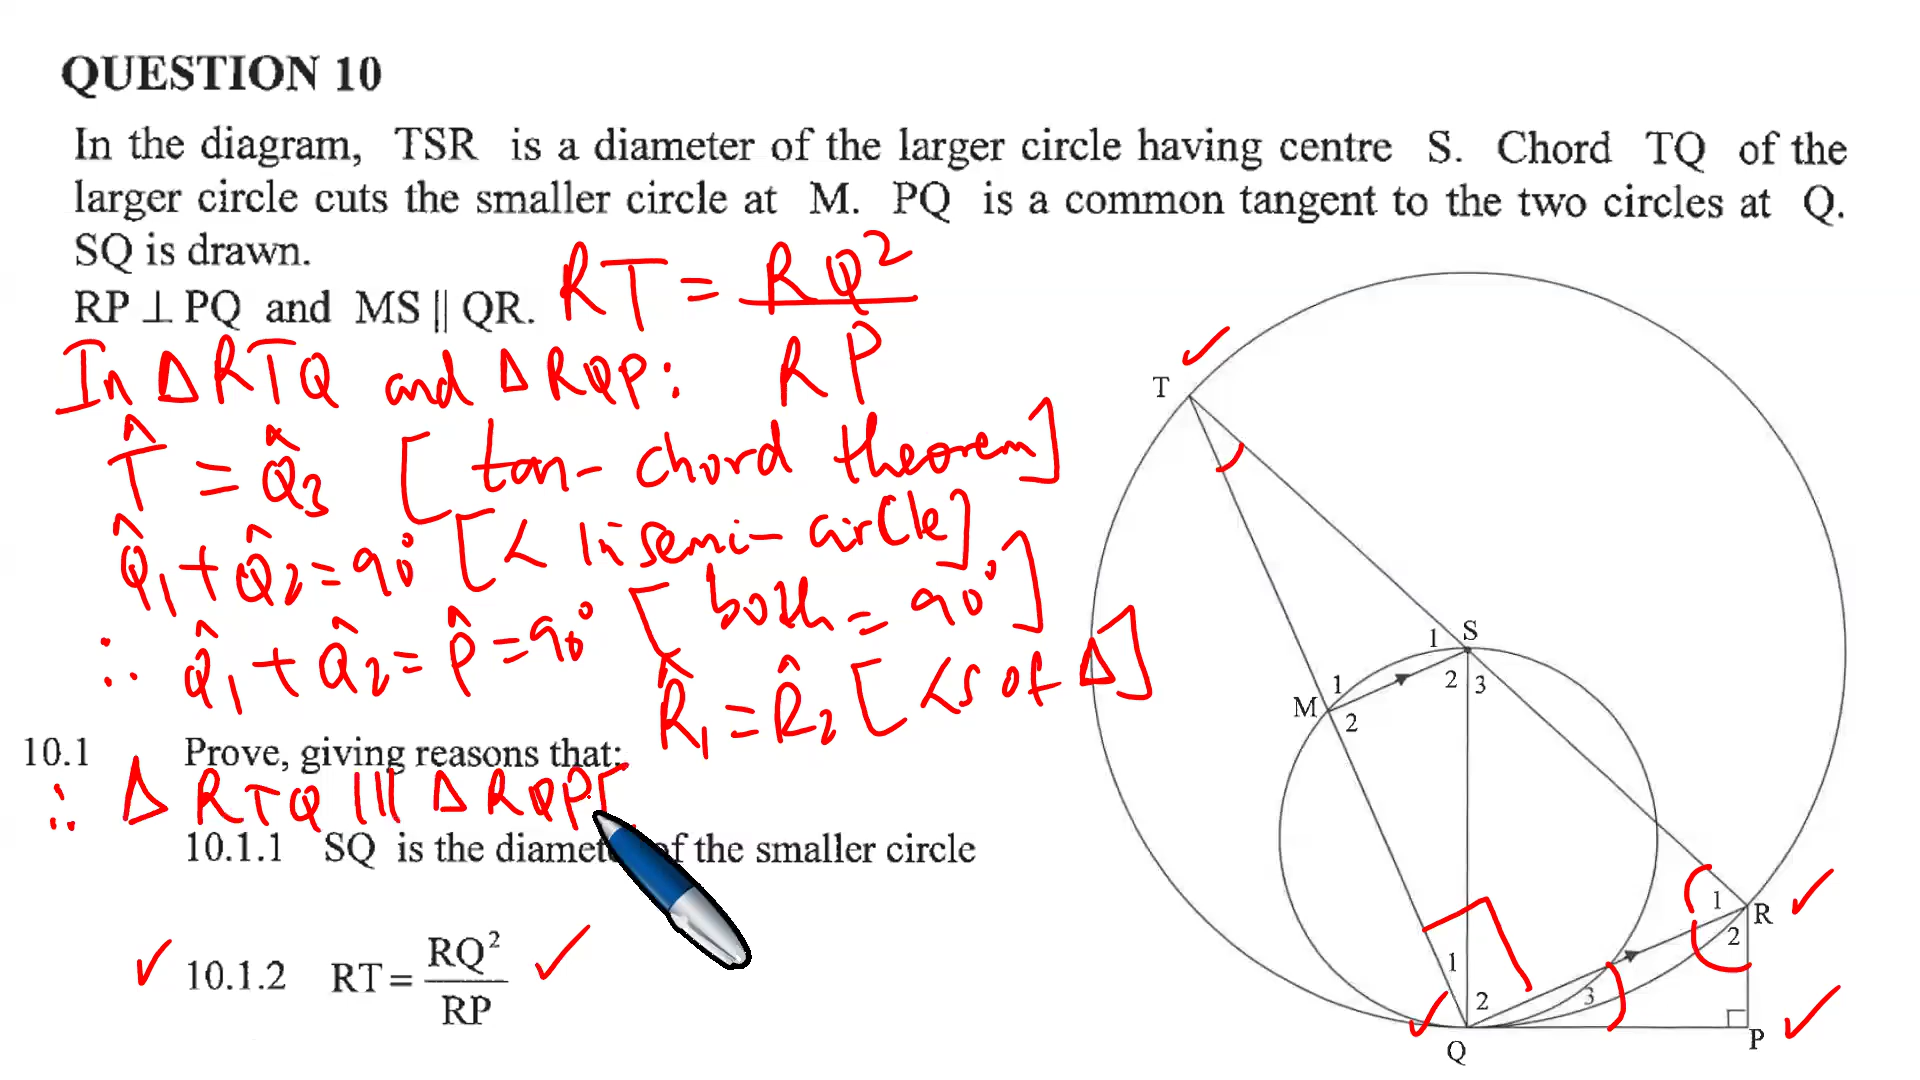 QUESTION 10
In the diagram, TSR is a diameter of the larger circle having centre S. Chord TQ of the
larger circle cuts the smaller circle at M. PQ is a common tangent to the two circles at Q.
SQ is drawn.
RP ⊥ PQ and MS || QR.
RT = RQ² / RP
In Δ RTQ and Δ RQP:
T̂ = Q̂3 [tan-chord theorem]
Q̂1 + Q̂2 = 90° [< in semi-circle]
∴ Q̂1 + Q̂2 = P̂ = 90° [both = 90°]
R̂1 = R̂2 [<s of Δ]
10.1 Prove, giving reasons that:
∴ Δ RTQ ||| Δ RQP [
10.1.1 SQ is the of the smaller circle
10.1.2 RT = RQ² / RP
T
1 S
2 3
1
M 2
1 R
2
1
2 3
Q P